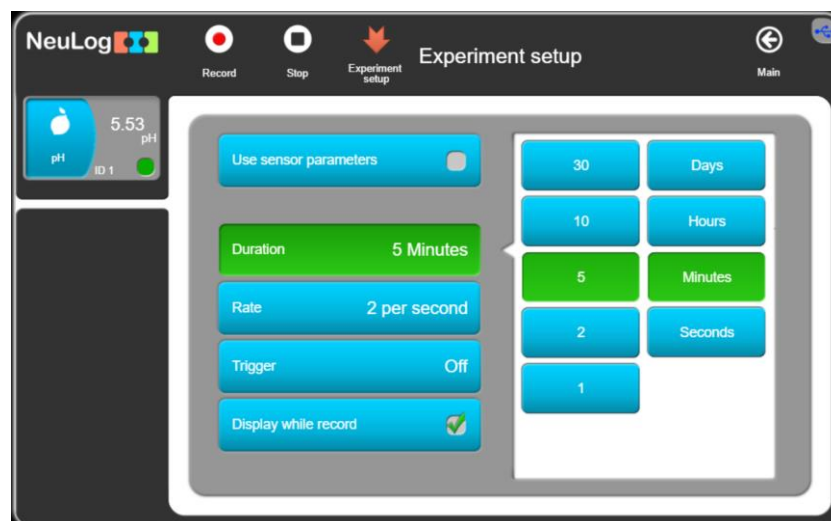 NeuLog
Record
Stop
Experiment
setup
Experiment setup
Main
5.53
pH
pH
ID 1
Use sensor parameters
Duration 5 Minutes
Rate 2 per second
Trigger Off
Display while record
30 Days
10 Hours
5 Minutes
2 Seconds
1